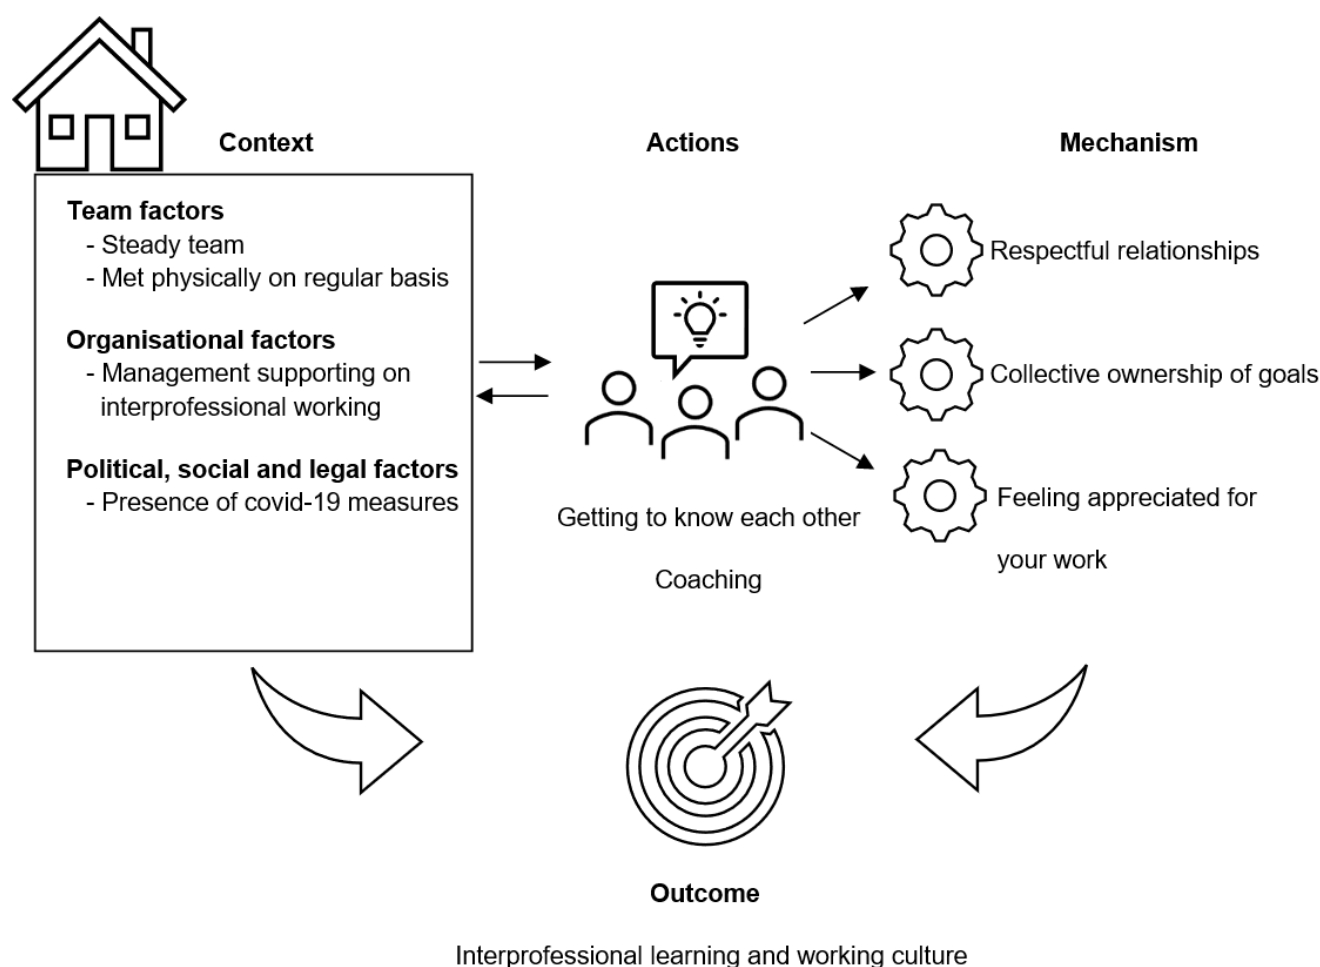 Context
Team factors
- Steady team
- Met physically on regular basis
Organisational factors
- Management supporting on
interprofessional working
Political, social and legal factors
- Presence of covid-19 measures
Actions
Getting to know each other
Coaching
Mechanism
Respectful relationships
Collective ownership of goals
Feeling appreciated for
your work
Outcome
Interprofessional learning and working culture